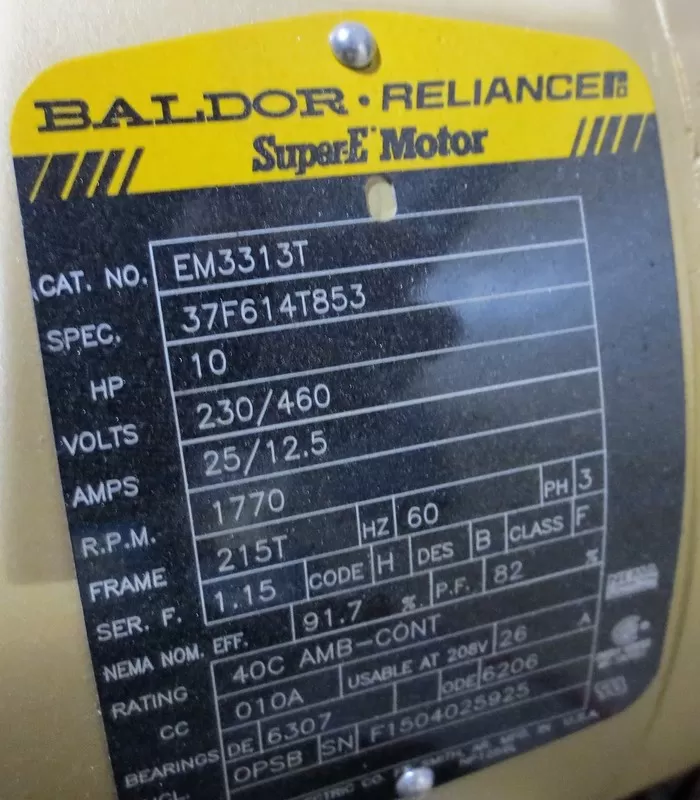 BALDOR · RELIANCE
Super-E Motor
CAT. NO. EM3313T
SPEC. 37F614T853
HP 10
VOLTS 230/460
AMPS 25/12.5
R.P.M. 1770
FRAME 215T HZ 60 PH 3
SER. F. 1.15 CODE H DES B CLASS F
NEMA NOM. EFF. 91.7 % P.F. 82 %
RATING 40C AMB-CONT
CC 010A USABLE AT 208V 26 A
BEARINGS DE 6307 ODE 6206
OPSB SN F1504025925
MFG. IN U.S.A.